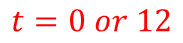 t = 0 or 12